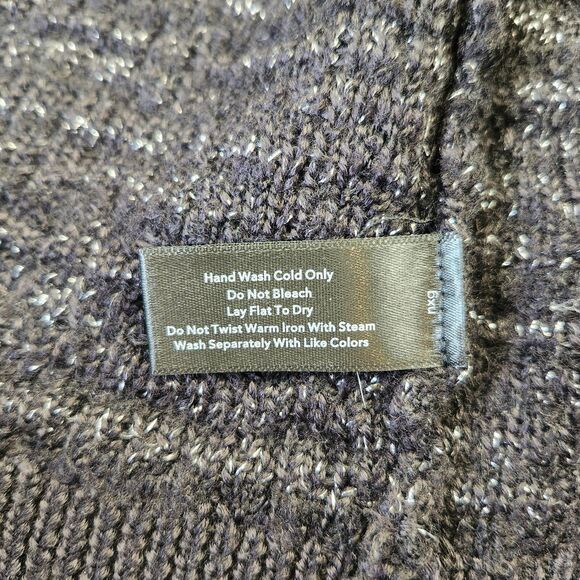 Hand Wash Cold Only
Do Not Bleach
Lay Flat To Dry
Do Not Twist Warm Iron With Steam
Wash Separately With Like Colors
nxg